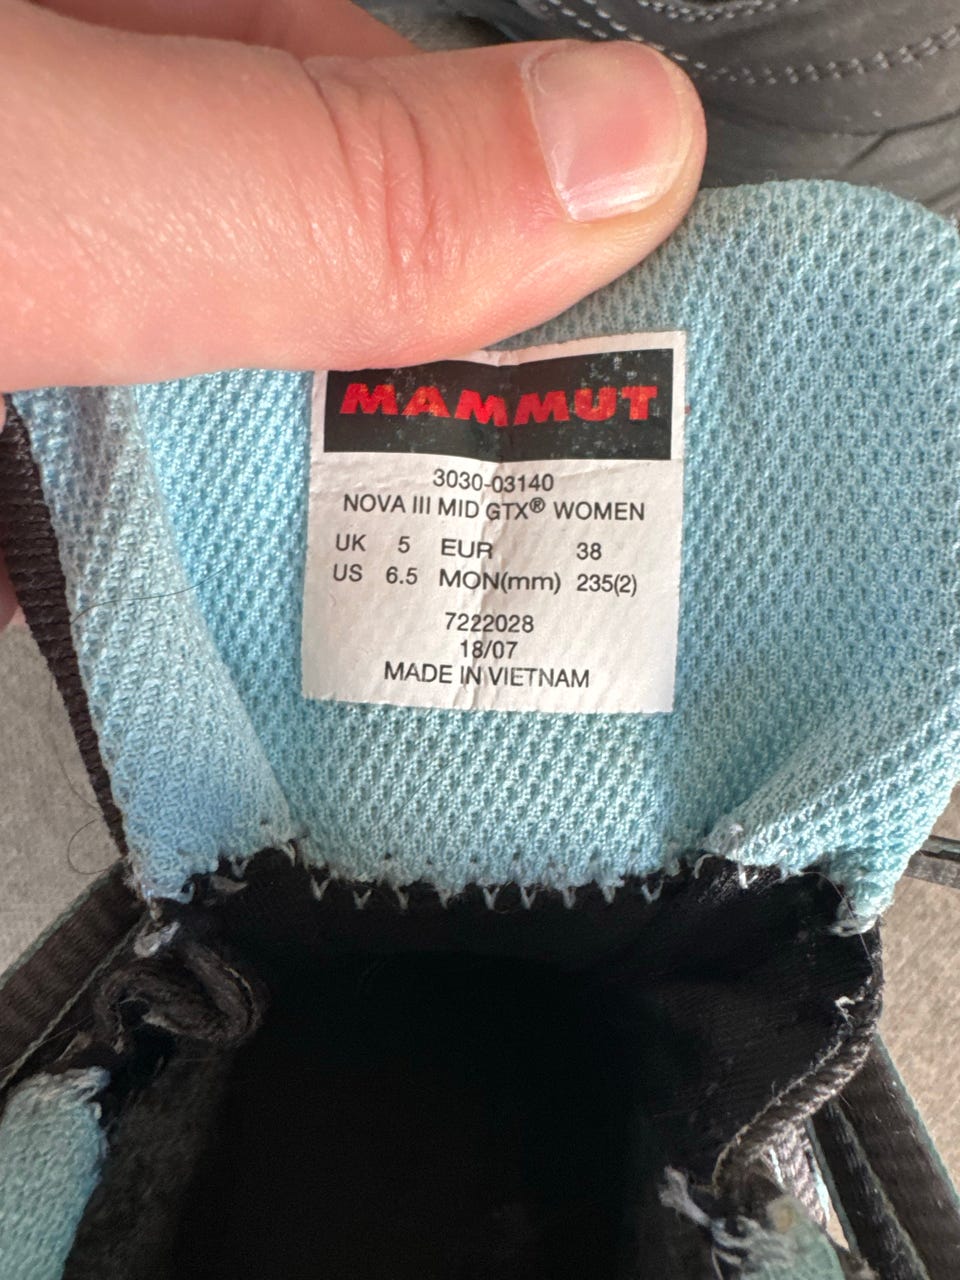 MAMMUT
3030-03140
NOVA III MID GTX® WOMEN
UK 5 EUR 38
US 6.5 MON(mm) 235(2)
7222028
18/07
MADE IN VIETNAM